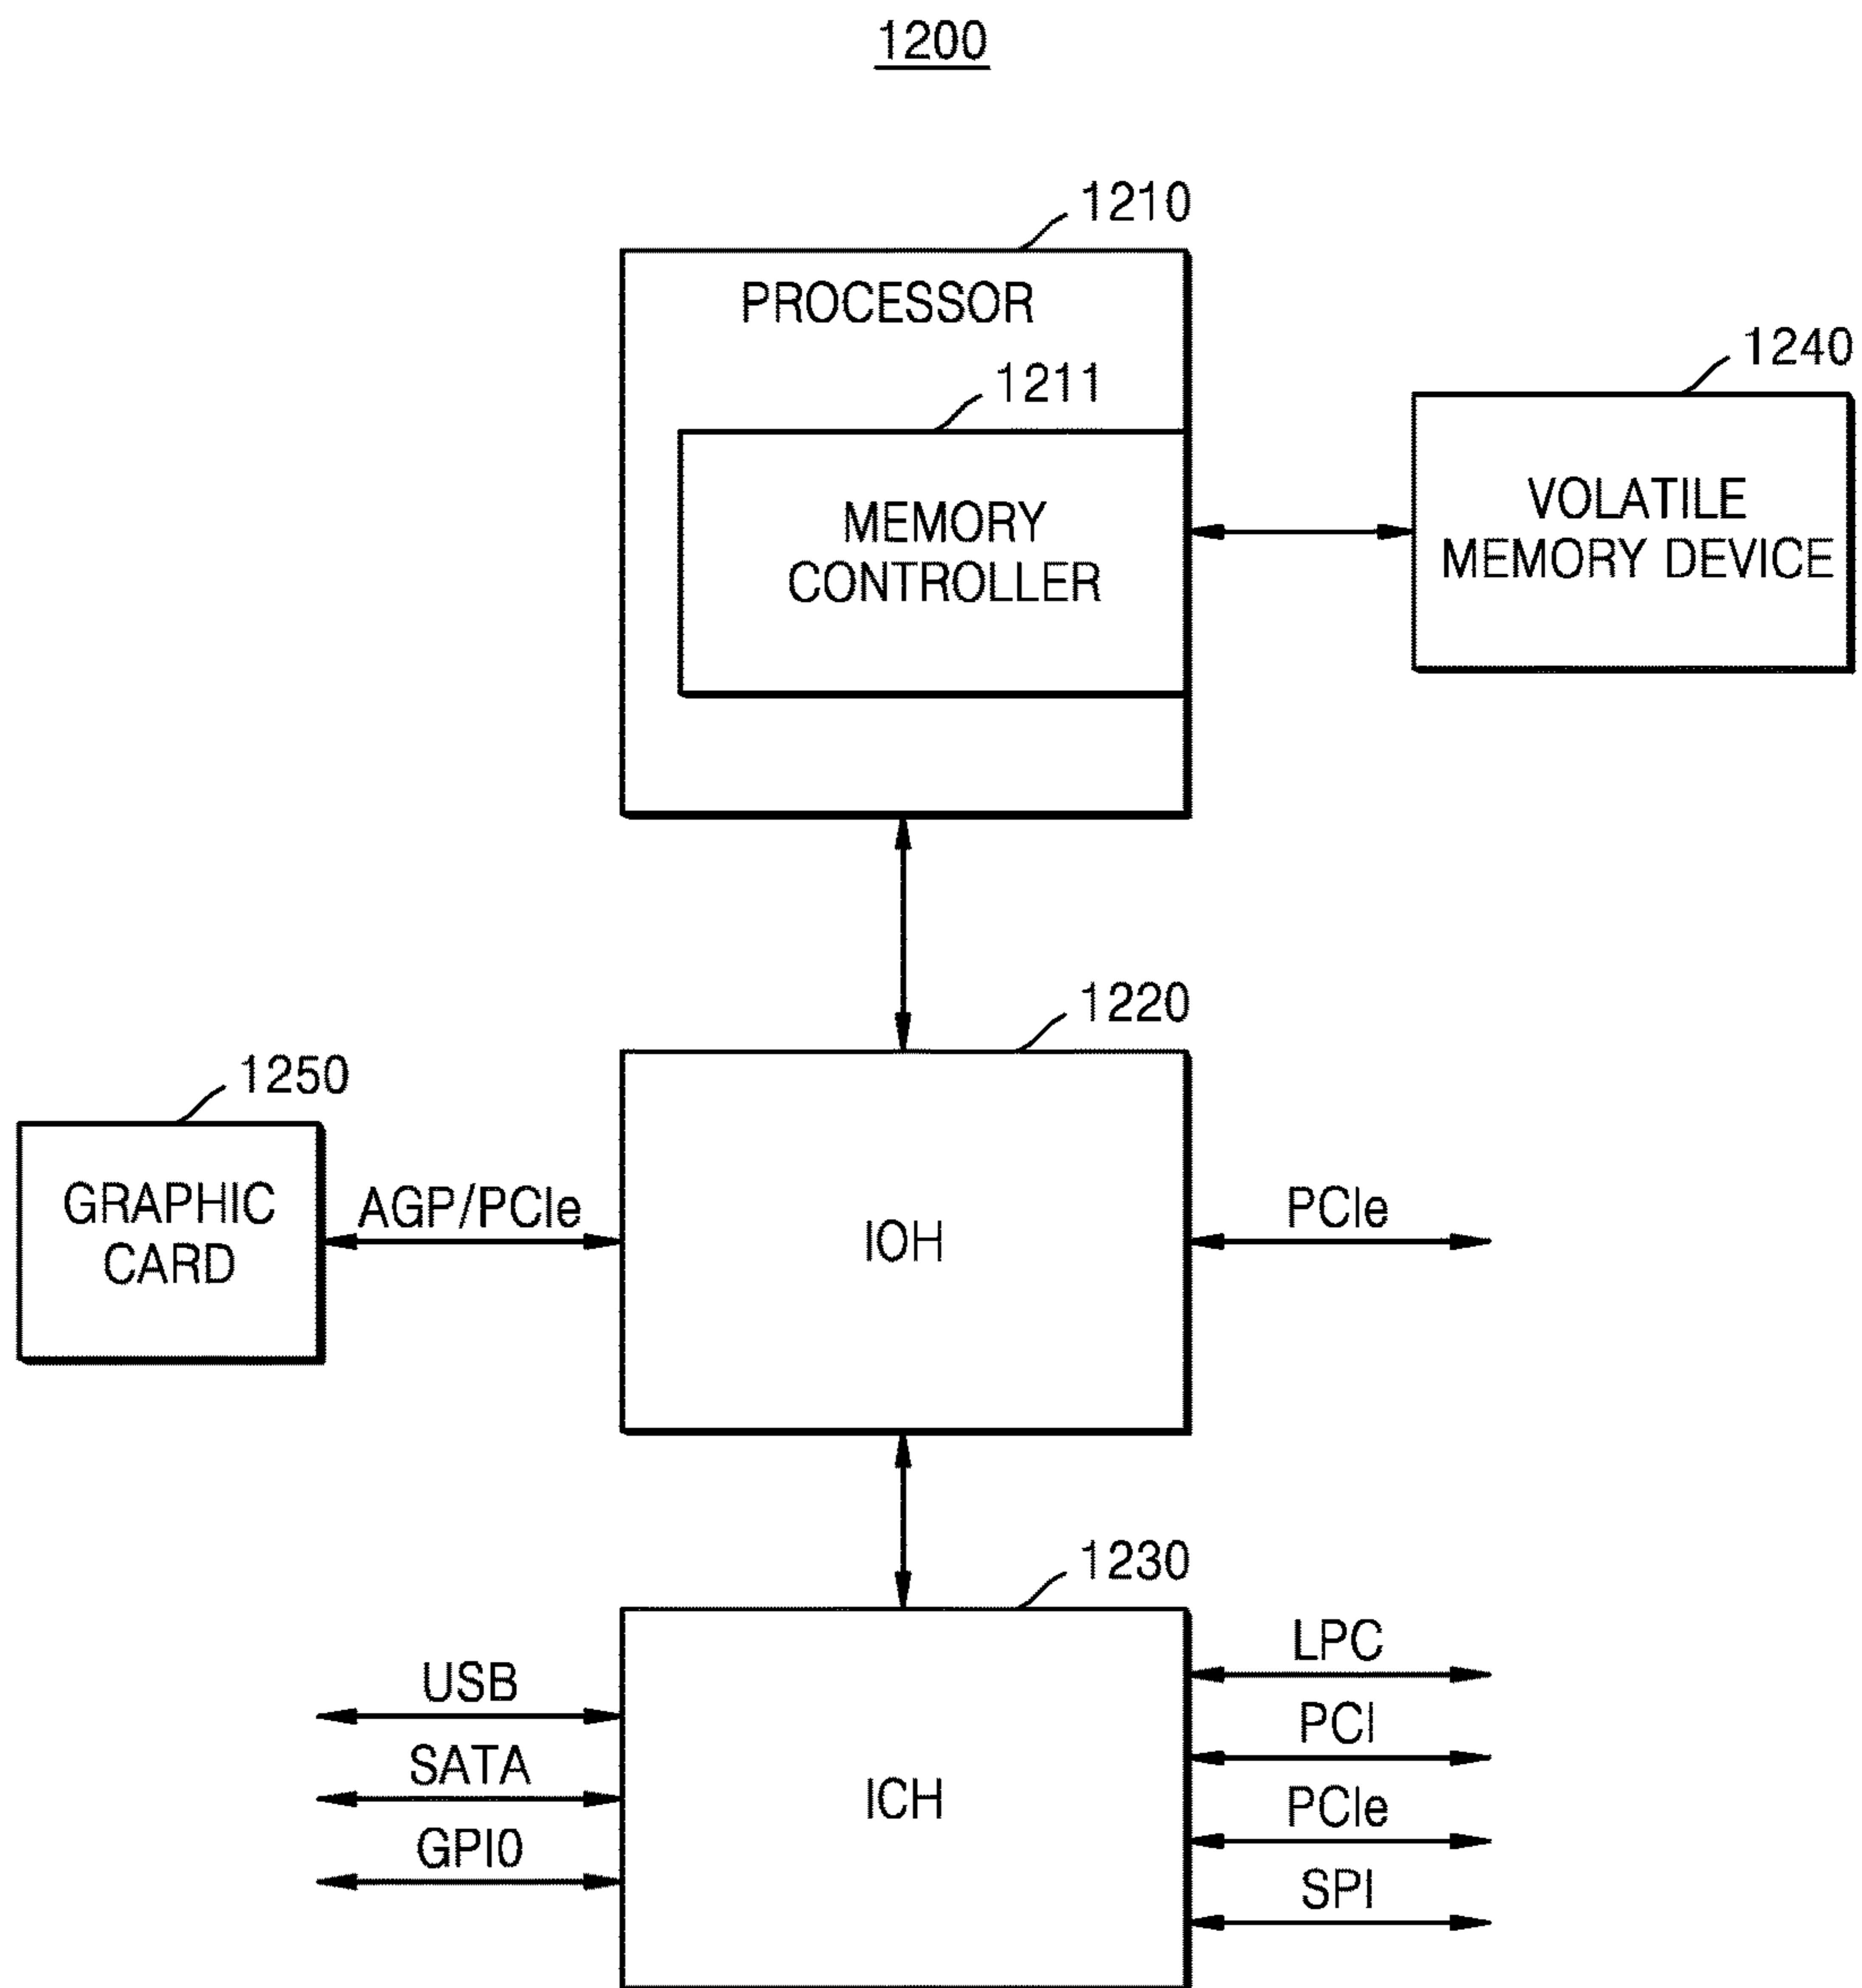 1200
1210
PROCESSOR
1211
MEMORY
CONTROLLER
1240
VOLATILE
MEMORY DEVICE
1220
IOH
1250
GRAPHIC
CARD
AGP/PCIe
PCIe
1230
ICH
USB
SATA
GPIO
LPC
PCI
PCIe
SPI